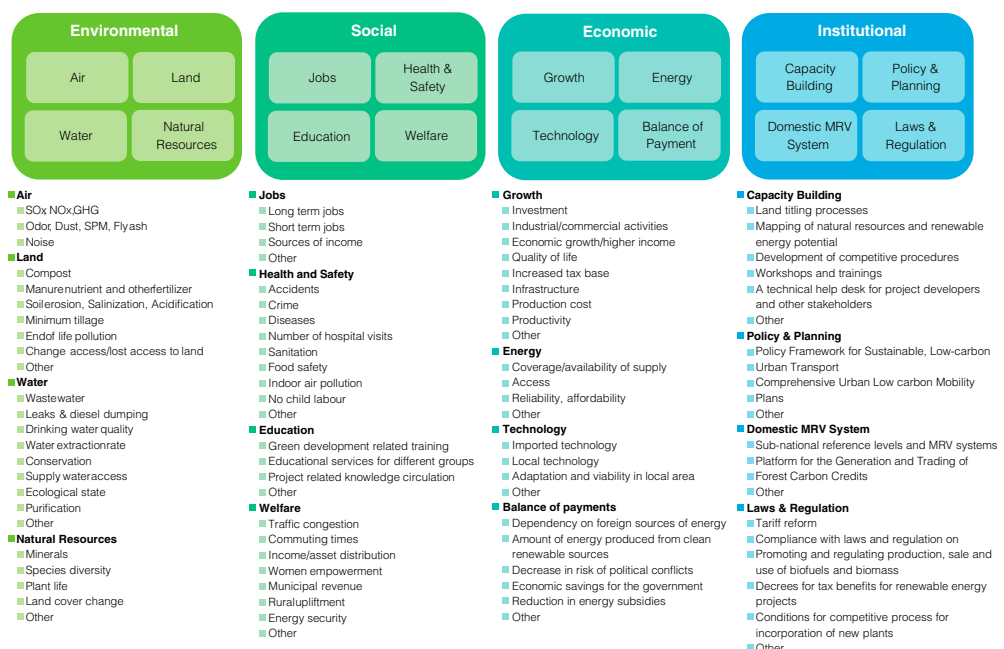 Environmental
Air
Land
Water
Natural
Resources
Social
Jobs
Health &
Safety
Education
Welfare
Economic
Growth
Energy
Technology
Balance of
Payment
Institutional
Capacity
Building
Policy &
Planning
Domestic MRV
System
Laws &
Regulation
Air
SOx, NOx,GHG
Odor, Dust, SPM, Flyash
Noise
Land
Compost
Manure nutrient and other fertilizer
Soil erosion, Salinization, Acidification
Minimum tillage
End of life pollution
Change access/lost access to land
Other
Water
Wastewater
Leaks & diesel dumping
Drinking water quality
Water extraction rate
Conservation
Supply water access
Ecological state
Purification
Other
Natural Resources
Minerals
Species diversity
Plant life
Land cover change
Other
Jobs
Long term jobs
Short term jobs
Sources of income
Other
Health and Safety
Accidents
Crime
Diseases
Number of hospital visits
Sanitation
Food safety
Indoor air pollution
No child labour
Other
Education
Green development related training
Educational services for different groups
Project related knowledge circulation
Other
Welfare
Traffic congestion
Commuting times
Income/asset distribution
Women empowerment
Municipal revenue
Rural upliftment
Energy security
Other
Growth
Investment
Industrial/commercial activities
Economic growth/higher income
Quality of life
Increased tax base
Infrastructure
Production cost
Productivity
Other
Energy
Coverage/availability of supply
Access
Reliability, affordability
Other
Technology
Imported technology
Local technology
Adaptation and viability in local area
Other
Balance of payments
Dependency on foreign sources of energy
Amount of energy produced from clean
renewable sources
Decrease in risk of political conflicts
Economic savings for the government
Reduction in energy subsidies
Other
Capacity Building
Land titling processes
Mapping of natural resources and renewable
energy potential
Development of competitive procedures
Workshops and trainings
A technical help desk for project developers
and other stakeholders
Other
Policy & Planning
Policy Framework for Sustainable, Low-carbon
Urban Transport
Comprehensive Urban Low carbon Mobility
Plans
Other
Domestic MRV System
Sub-national reference levels and MRV systems
Platform for the Generation and Trading of
Forest Carbon Credits
Other
Laws & Regulation
Tariff reform
Compliance with laws and regulation on
Promoting and regulating production, sale and
use of biofuels and biomass
Decrees for tax benefits for renewable energy
projects
Conditions for competitive process for
incorporation of new plants
Other